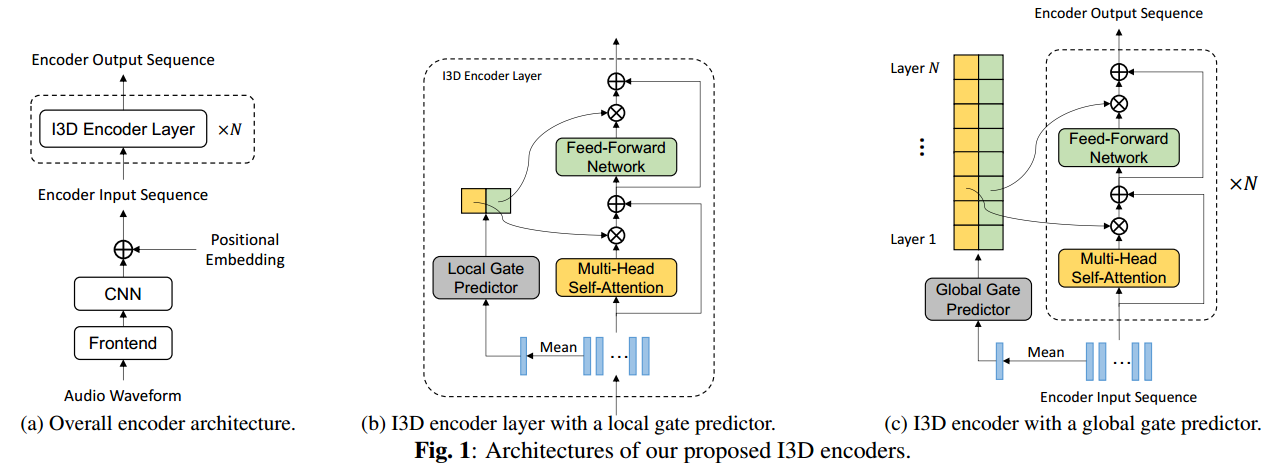 Encoder Output Sequence
I3D Encoder Layer
×N
Encoder Input Sequence
Positional
Embedding
CNN
Frontend
Audio Waveform
(a) Overall encoder architecture.
I3D Encoder Layer
Feed-Forward
Network
Local Gate
Predictor
Multi-Head
Self-Attention
Mean
...
(b) I3D encoder layer with a local gate predictor.
Encoder Output Sequence
Layer N
⋮
Layer 1
Feed-Forward
Network
×N
Multi-Head
Self-Attention
Global Gate
Predictor
Mean
...
Encoder Input Sequence
(c) I3D encoder with a global gate predictor.
Fig. 1: Architectures of our proposed I3D encoders.